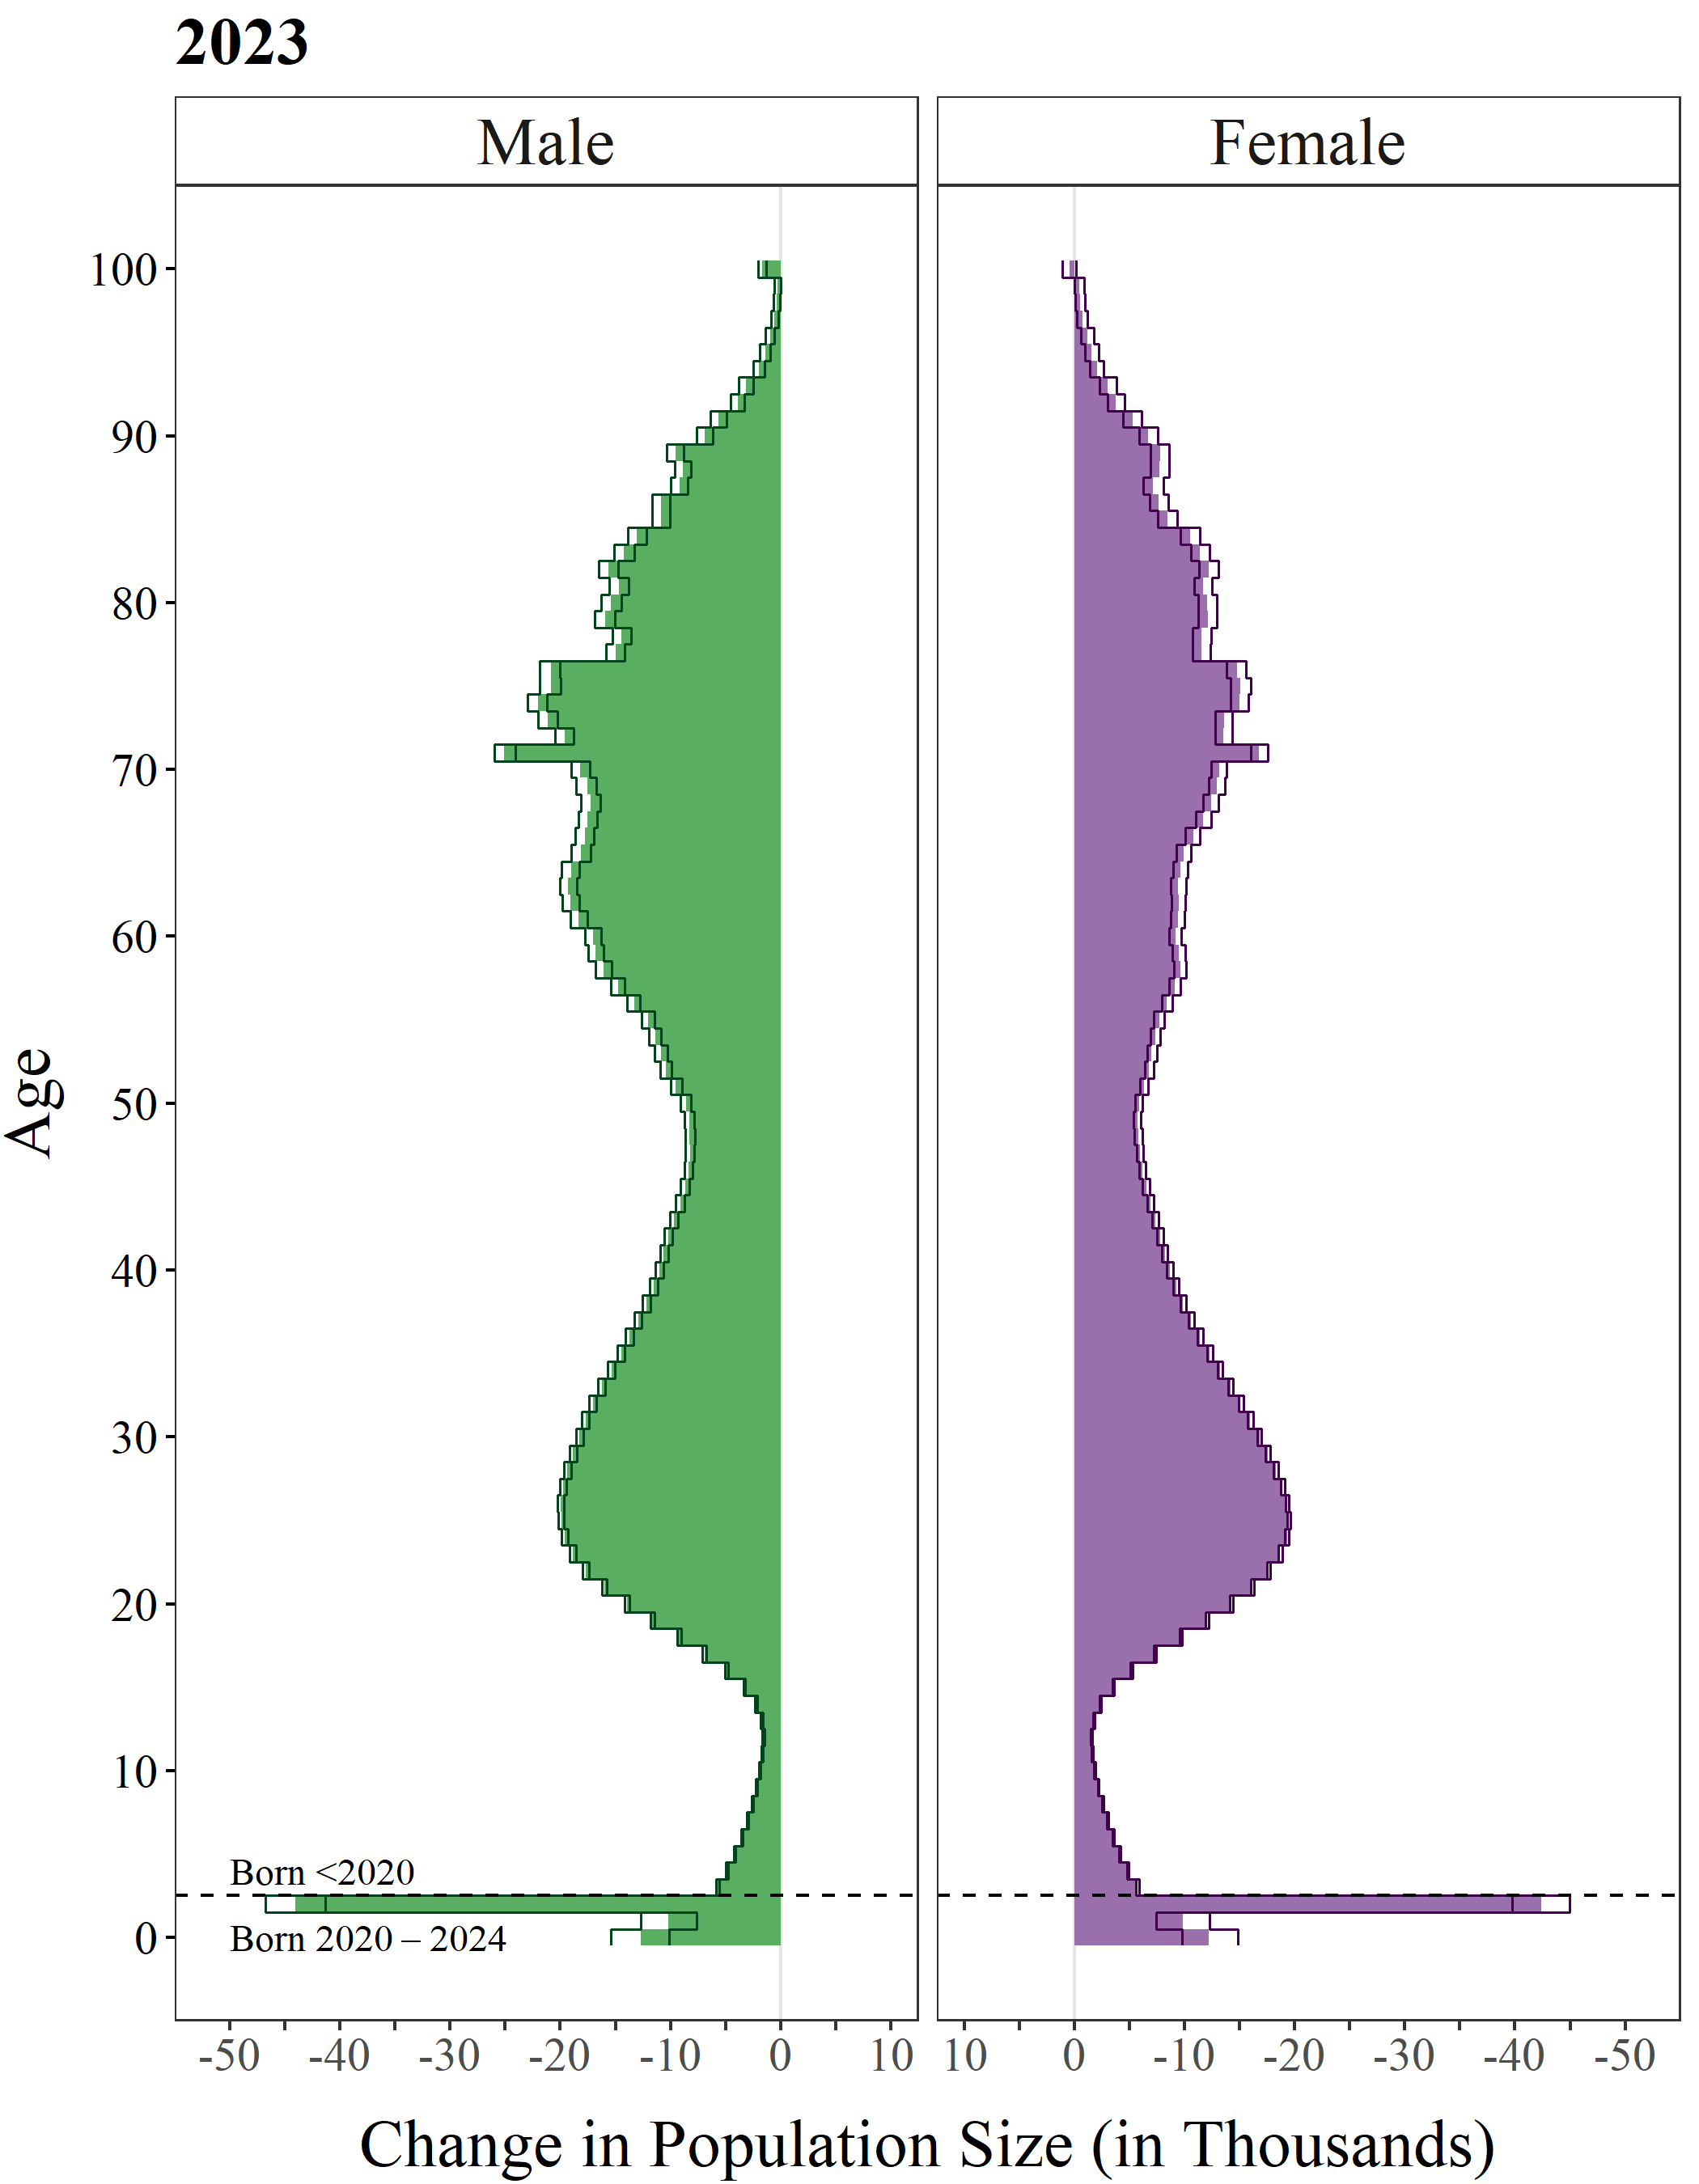 2023
Male Female
100
90
80
70
60
50
40
30
20
10
0
Age
Born <2020
Born 2020 – 2024
-50 -40 -30 -20 -10 0 10 10 0 -10 -20 -30 -40 -50
Change in Population Size (in Thousands)